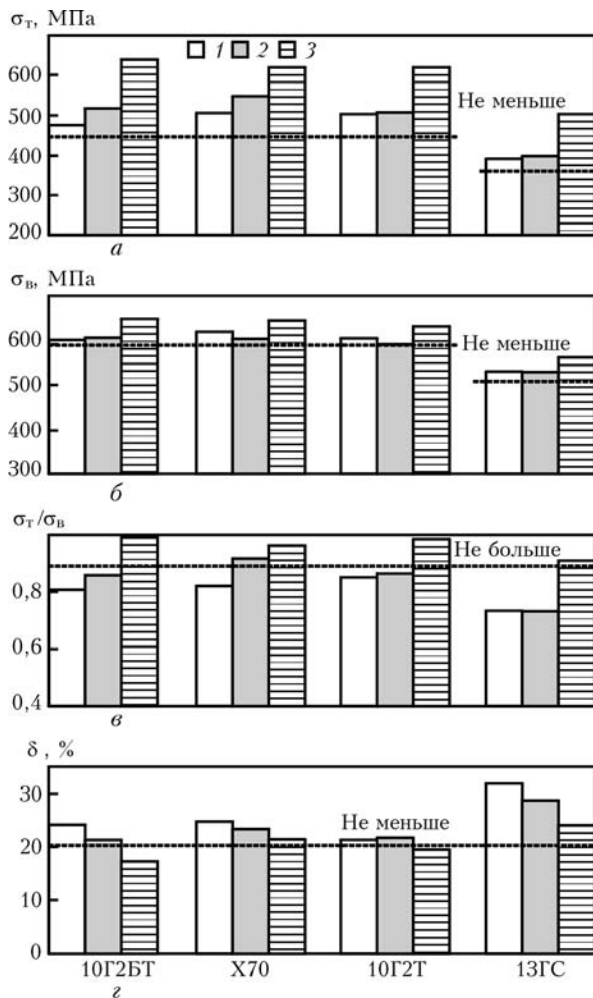 σт, МПа
1 2 3
600
500
400
300
200
Не меньше
а
σв, МПа
600
500
400
300
Не меньше
б
σт/σв
0,8
0,6
0,4
Не больше
в
δ , %
30
20
10
0
Не меньше
10Г2БТ Х70 10Г2Т 13ГС
г